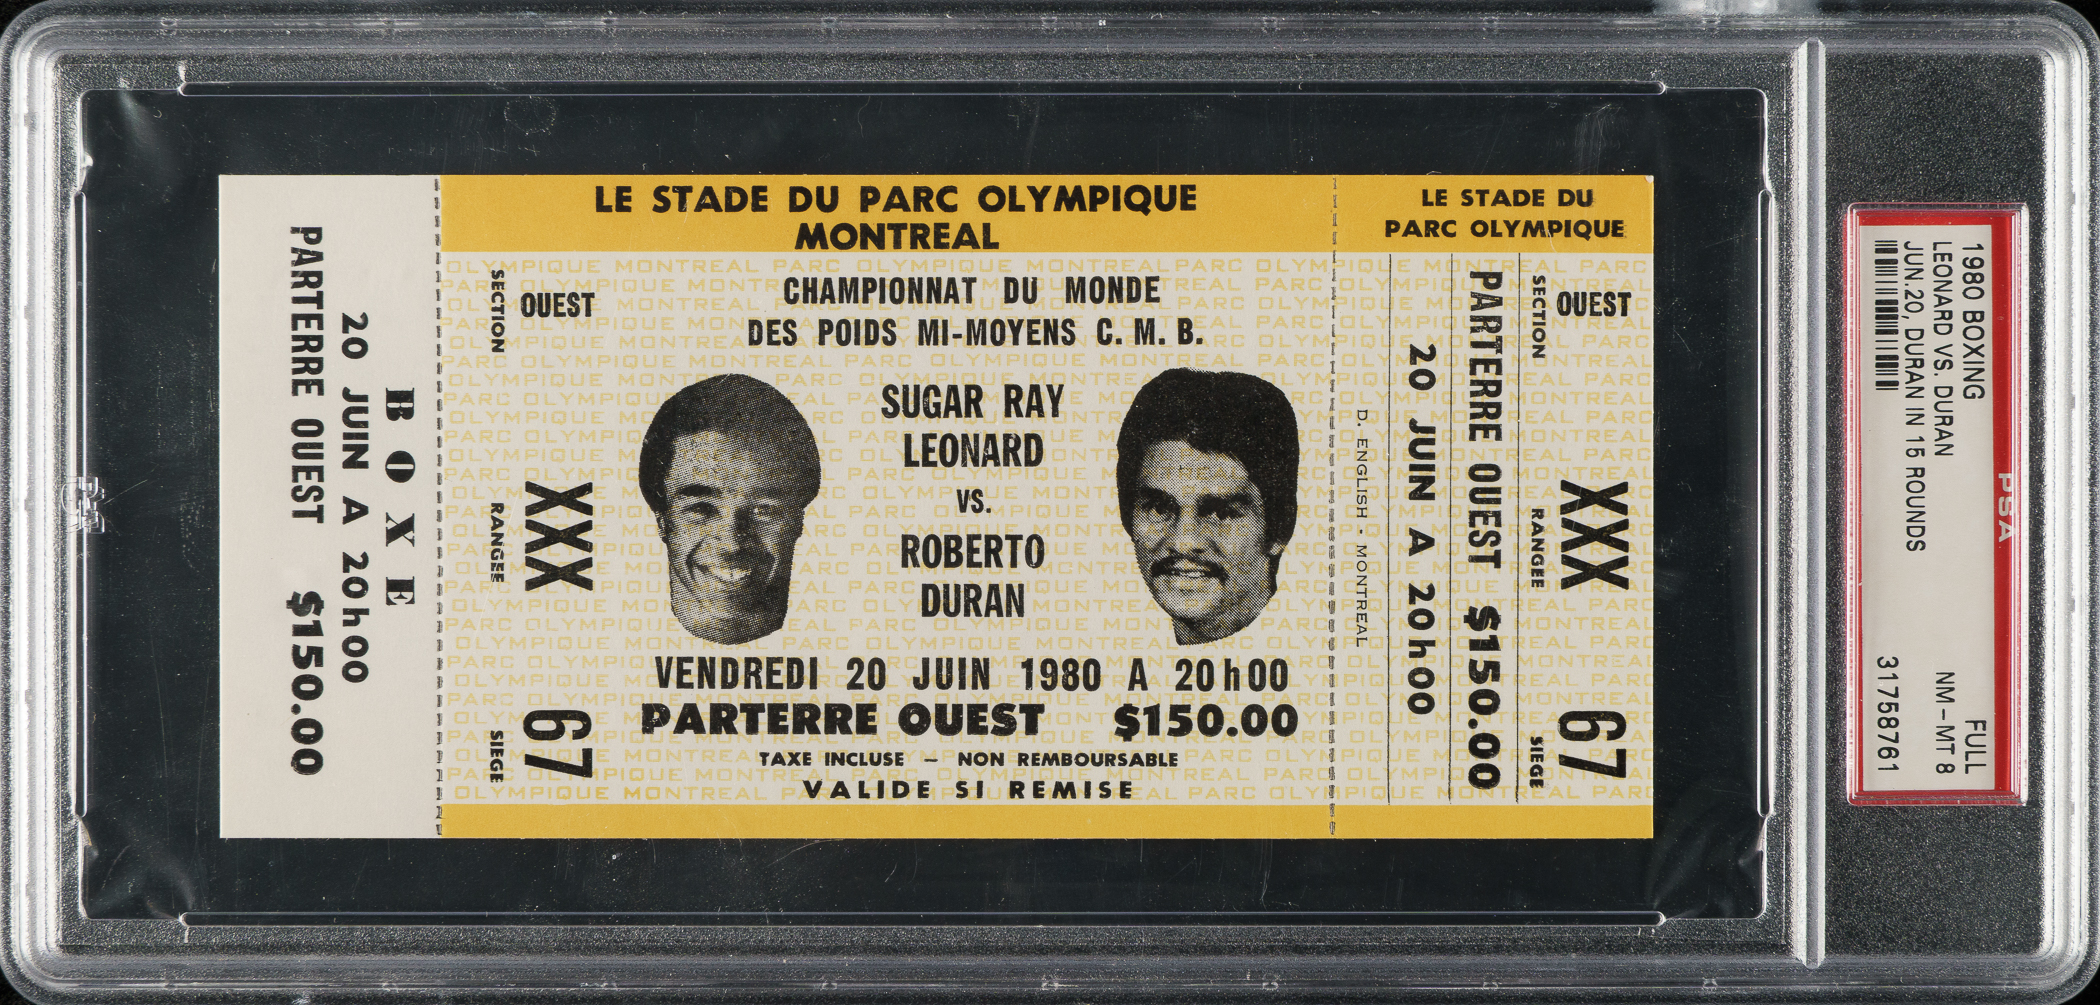 PARTERRE OUEST $150.00
20 JUIN A 20h00
BOXE
LE STADE DU PARC OLYMPIQUE
MONTREAL
SECTION
OUEST
RANGEE
XXX
SIEGE
67
CHAMPIONNAT DU MONDE
DES POIDS MI-MOYENS C. M. B.
SUGAR RAY
LEONARD
VS.
ROBERTO
DURAN
VENDREDI 20 JUIN 1980 A 20h00
PARTERRE OUEST $150.00
TAXE INCLUSE – NON REMBOURSABLE
VALIDE SI REMISE
D. ENGLISH - MONTREAL
LE STADE DU
PARC OLYMPIQUE
20 JUIN A 20h00
PARTERRE OUEST $150.00
SECTION
OUEST
RANGEE
XXX
SIEGE
67
PSA
1980 BOXING FULL
LEONARD VS. DURAN NM-MT 8
JUN.20, DURAN IN 15 ROUNDS
31758761